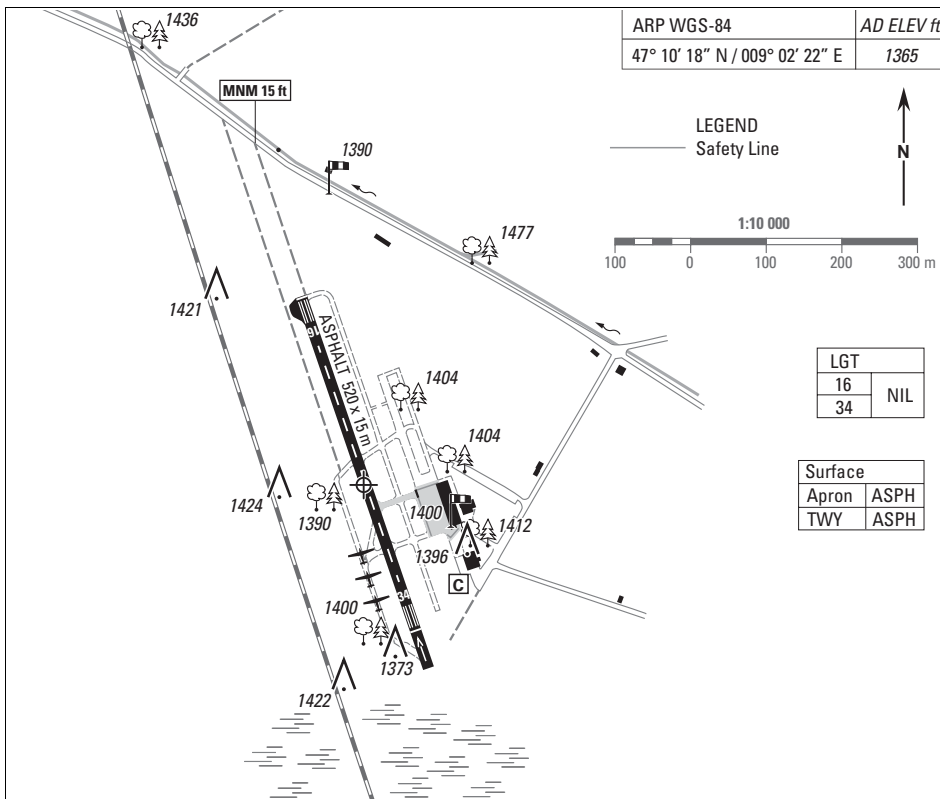 1436
ARP WGS-84 AD ELEV ft
47° 10' 18" N / 009° 02' 22" E 1365
MNM 15 ft
LEGEND
Safety Line
N
1390
1:10 000
1477
100 0 100 200 300 m
1421
16
ASPHALT 520 x 15 m
LGT
16 NIL
34
1404
1404
Surface
Apron ASPH
TWY ASPH
1424
1390
1400
1412
1396
C
34
1400
1373
1422